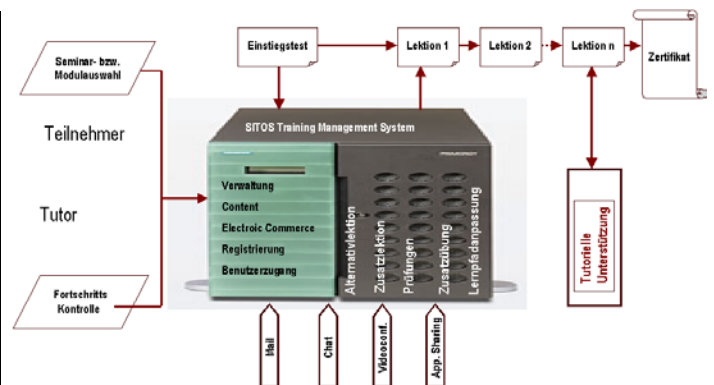 Einstiegstest
Lektion 1
Lektion 2
Lektion n
Zertifikat
Seminar- bzw.
Modulauswahl
Teilnehmer
Tutor
Fortschritts
Kontrolle
SITOS Training Management System
Verwaltung
Content
Electroic Commerce
Registrierung
Benutzerzugang
Alternativlektion
Zusatzlektion
Prüfungen
Zusatzübung
Lernpfadanpassung
Tutorielle
Unterstützung
Mail
Chat
Videoconf.
App. Sharing